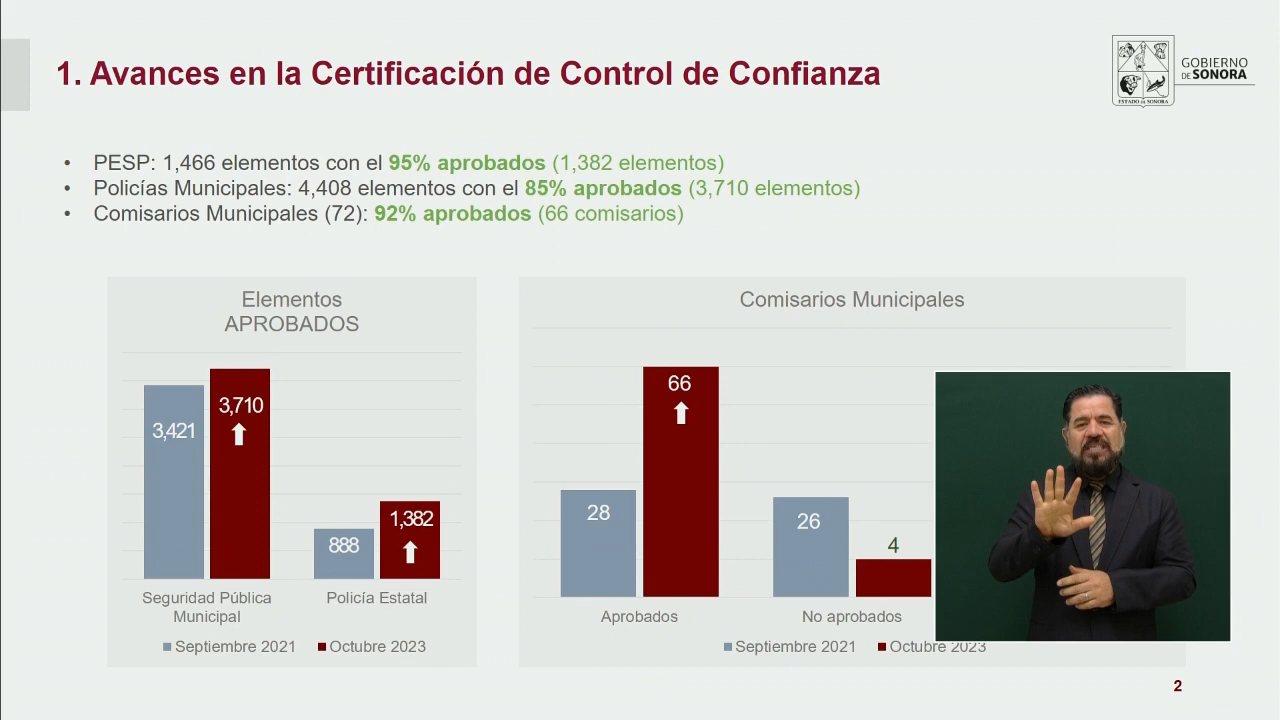 1. Avances en la Certificación de Control de Confianza
GOBIERNO
DE SONORA
ESTADO DE SONORA
• PESP: 1,466 elementos con el 95% aprobados (1,382 elementos)
• Policías Municipales: 4,408 elementos con el 85% aprobados (3,710 elementos)
• Comisarios Municipales (72): 92% aprobados (66 comisarios)
Elementos
APROBADOS
3,421
3,710
888
1,382
Seguridad Pública
Municipal
Policía Estatal
Septiembre 2021
Octubre 2023
Comisarios Municipales
28
66
26
4
Aprobados
No aprobados
Septiembre 2021
Octubre 2023
2